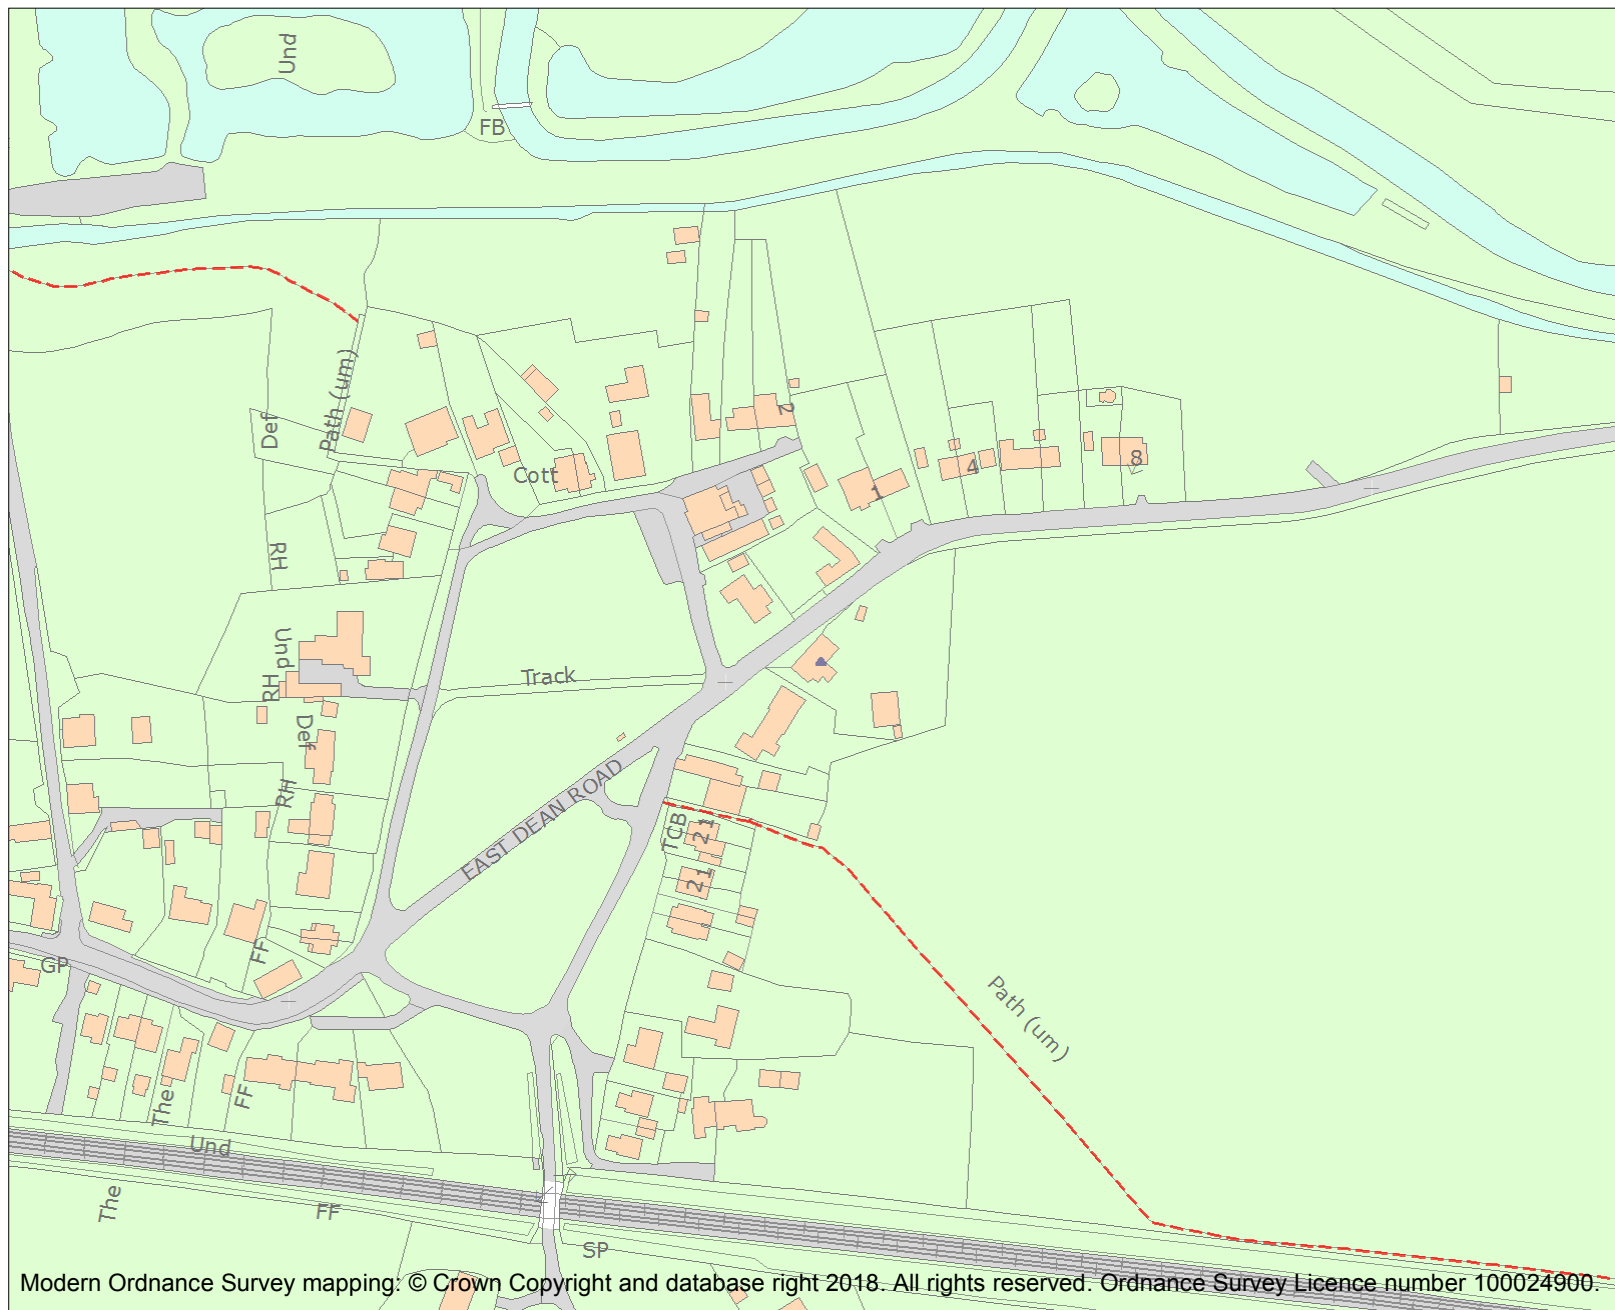 Und
FB
Path (um)
Def
Cott
2
1
4
8
RH
Und
RH
Track
Def
RH
EAST DEAN ROAD
TCB
21
21
FF
GP
Path (um)
The
FF
Und
The
FF
SP
Modern Ordnance Survey mapping: © Crown Copyright and database right 2018. All rights reserved. Ordnance Survey Licence number 100024900.